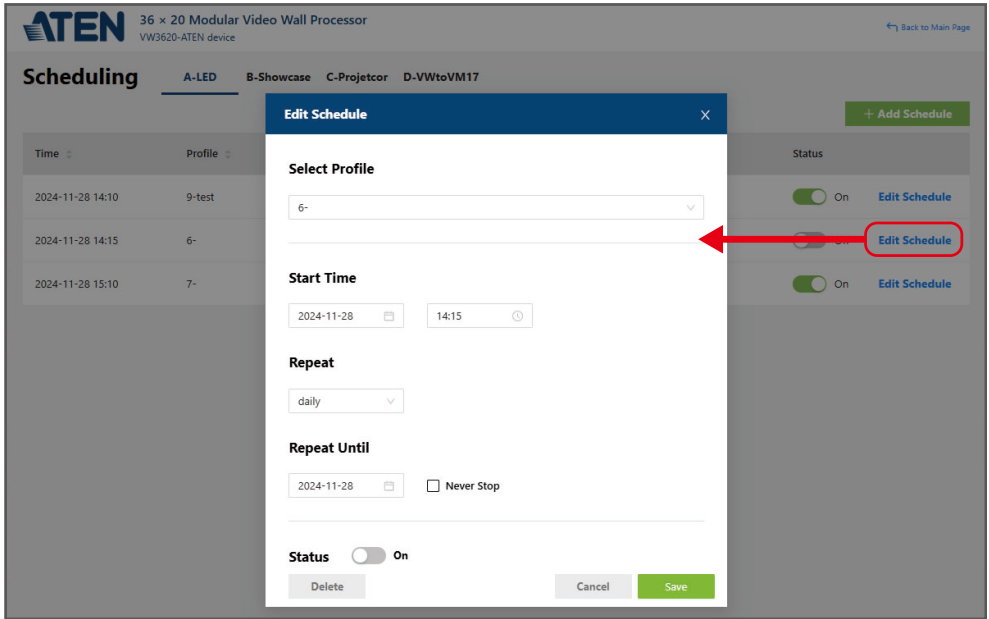 ATEN
36 × 20 Modular Video Wall Processor
VW3620-ATEN device
Back to Main Page
Scheduling
A-LED B-Showcase C-Projetcor D-VWtoVM17
Edit Schedule
+ Add Schedule
Time Profile Status
Select Profile
2024-11-28 14:10 9-test On Edit Schedule
6-
2024-11-28 14:15 6- On Edit Schedule
Start Time
2024-11-28 15:10 7- On Edit Schedule
2024-11-28 14:15
Repeat
daily
Repeat Until
2024-11-28 Never Stop
Status On
Delete Cancel Save